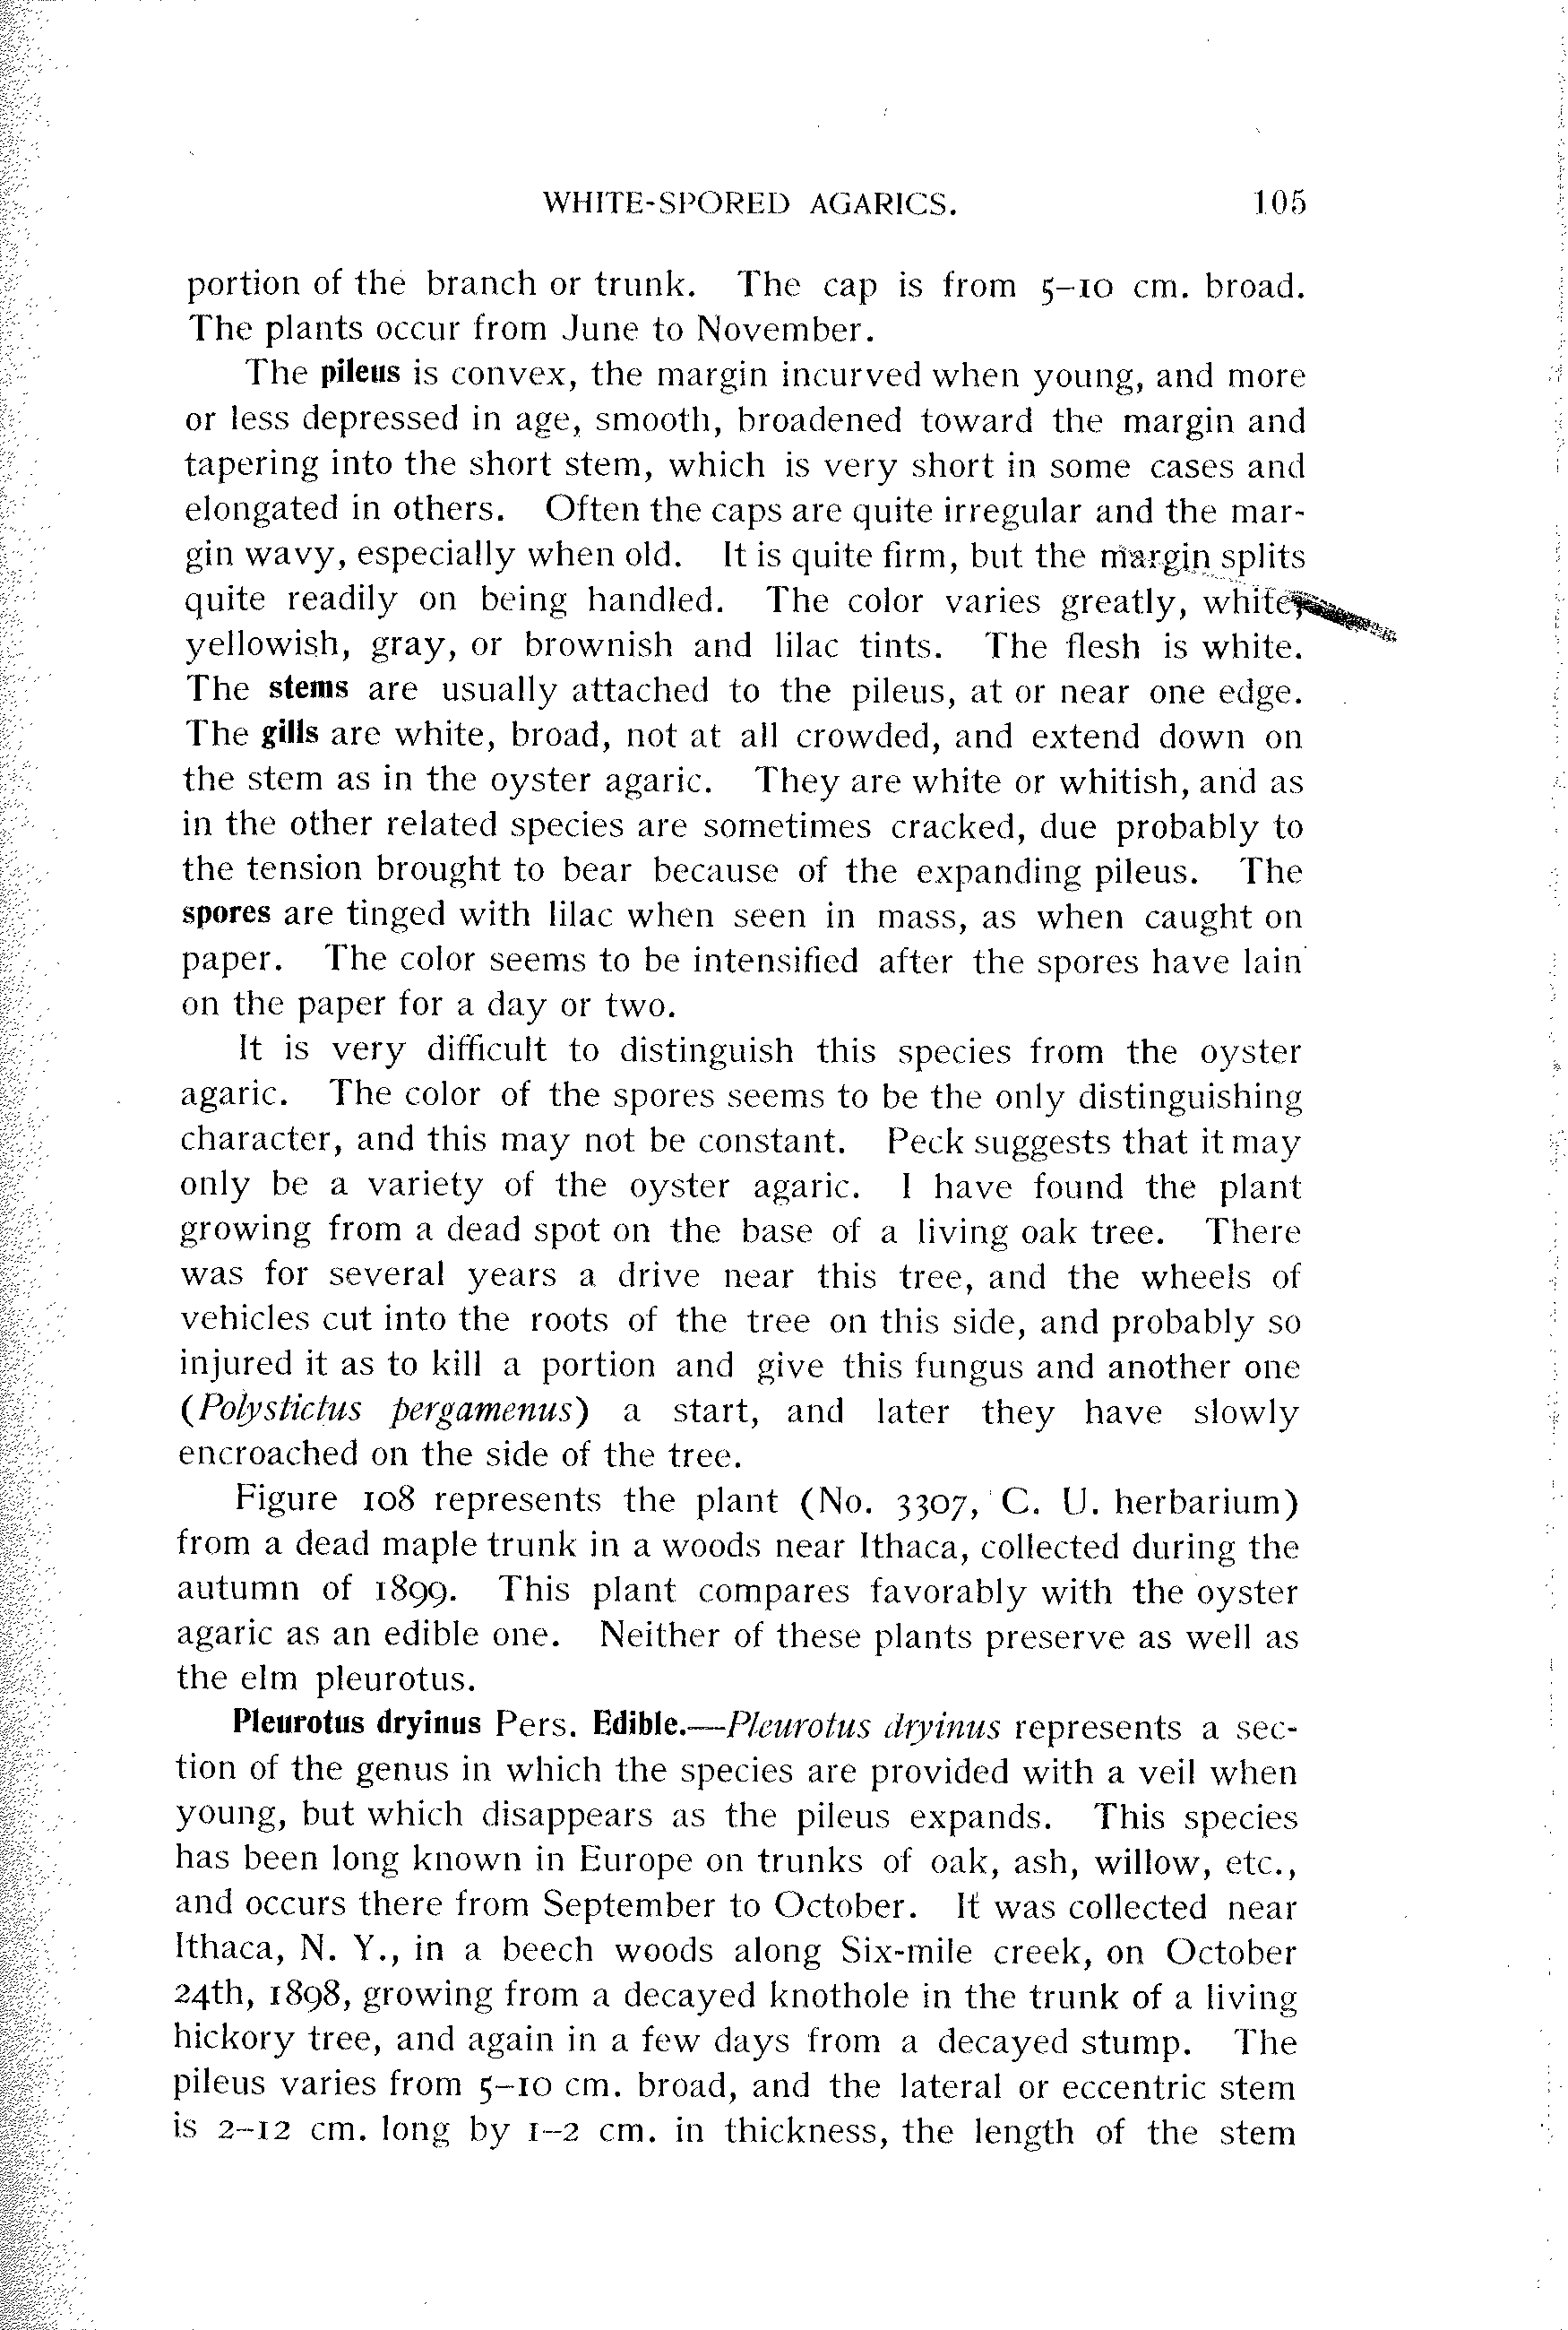 WHITE-SPORED AGARICS. 105
portion of the branch or trunk. The cap is from 5–10 cm. broad.
The plants occur from June to November.
The pileus is convex, the margin incurved when young, and more
or less depressed in age, smooth, broadened toward the margin and
tapering into the short stem, which is very short in some cases and
elongated in others. Often the caps are quite irregular and the mar-
gin wavy, especially when old. It is quite firm, but the margin splits
quite readily on being handled. The color varies greatly, white,
yellowish, gray, or brownish and lilac tints. The flesh is white.
The stems are usually attached to the pileus, at or near one edge.
The gills are white, broad, not at all crowded, and extend down on
the stem as in the oyster agaric. They are white or whitish, and as
in the other related species are sometimes cracked, due probably to
the tension brought to bear because of the expanding pileus. The
spores are tinged with lilac when seen in mass, as when caught on
paper. The color seems to be intensified after the spores have lain
on the paper for a day or two.
It is very difficult to distinguish this species from the oyster
agaric. The color of the spores seems to be the only distinguishing
character, and this may not be constant. Peck suggests that it may
only be a variety of the oyster agaric. I have found the plant
growing from a dead spot on the base of a living oak tree. There
was for several years a drive near this tree, and the wheels of
vehicles cut into the roots of the tree on this side, and probably so
injured it as to kill a portion and give this fungus and another one
(Polystictus pergamenus) a start, and later they have slowly
encroached on the side of the tree.
Figure 108 represents the plant (No. 3307, C. U. herbarium)
from a dead maple trunk in a woods near Ithaca, collected during the
autumn of 1899. This plant compares favorably with the oyster
agaric as an edible one. Neither of these plants preserve as well as
the elm pleurotus.
Pleurotus dryinus Pers. Edible.—Pleurotus dryinus represents a sec-
tion of the genus in which the species are provided with a veil when
young, but which disappears as the pileus expands. This species
has been long known in Europe on trunks of oak, ash, willow, etc.,
and occurs there from September to October. It was collected near
Ithaca, N. Y., in a beech woods along Six-mile creek, on October
24th, 1898, growing from a decayed knothole in the trunk of a living
hickory tree, and again in a few days from a decayed stump. The
pileus varies from 5–10 cm. broad, and the lateral or eccentric stem
is 2–12 cm. long by 1–2 cm. in thickness, the length of the stem